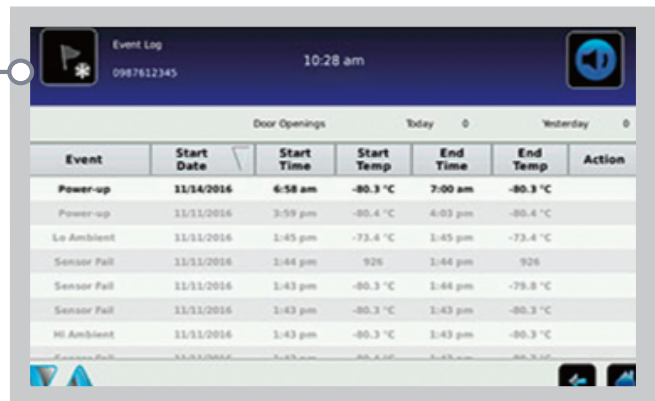 Event Log
0987612345
10:28 am
Door Openings Today 0 Yesterday 0
Event Start Date Start Time Start Temp End Time End Temp Action
Power-up 11/14/2016 6:58 am -80.3 °C 7:00 am -80.3 °C
Power-up 11/11/2016 3:59 pm -80.4 °C 4:03 pm -80.4 °C
Lo Ambient 11/11/2016 1:45 pm -73.4 °C 1:45 pm -73.4 °C
Sensor Fail 11/11/2016 1:44 pm 926 1:44 pm 926
Sensor Fail 11/11/2016 1:43 pm -80.3 °C 1:44 pm -79.8 °C
Sensor Fail 11/11/2016 1:43 pm -80.3 °C 1:43 pm -80.3 °C
Hi Ambient 11/11/2016 1:43 pm -80.3 °C 1:43 pm -80.3 °C